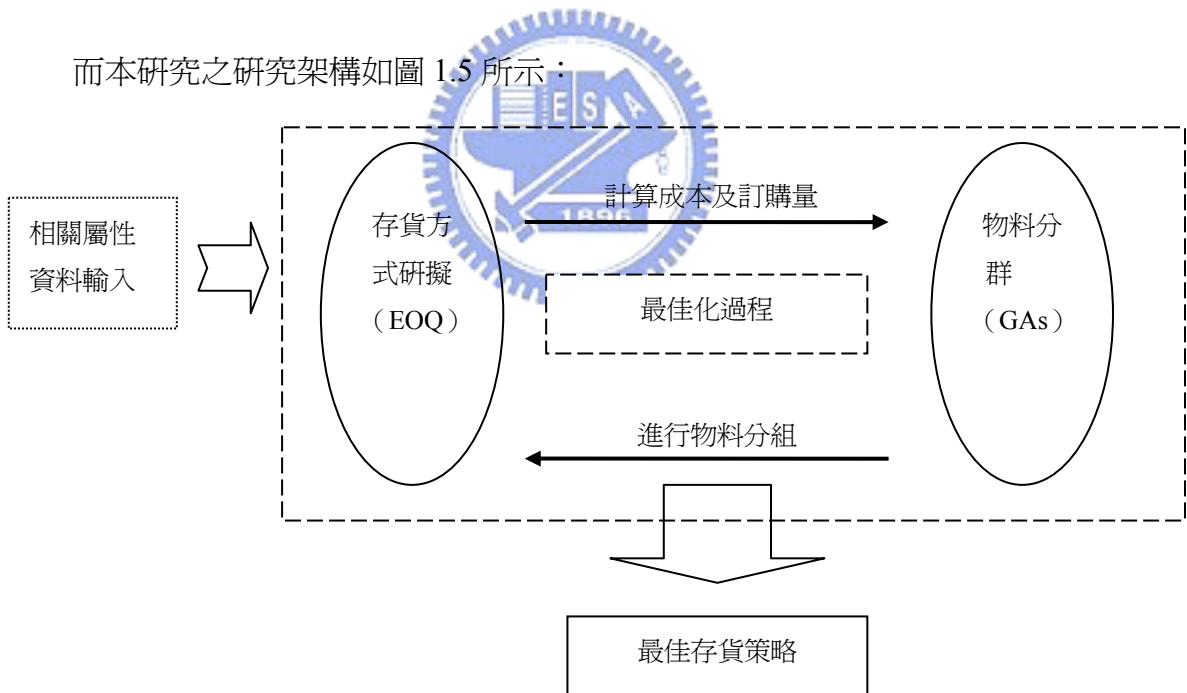 而本研究之研究架構如圖 1.5 所示：
E S A
1896
相關屬性
資料輸入
存貨方
式研擬
（EOQ）
計算成本及訂購量
最佳化過程
進行物料分組
物料分
群
（GAs）
最佳存貨策略